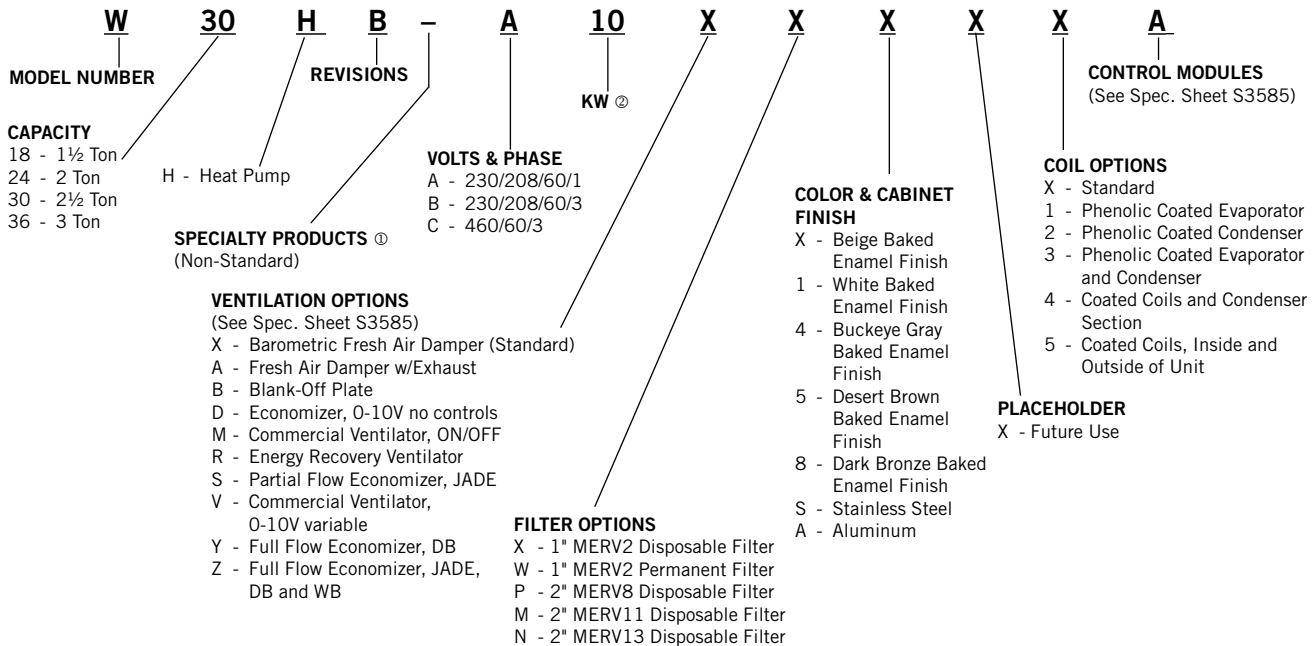 W 30 H B – A 10 X X X X X A
MODEL NUMBER
CAPACITY
18 - 1½ Ton
24 - 2 Ton
30 - 2½ Ton
36 - 3 Ton
H - Heat Pump
REVISIONS
SPECIALTY PRODUCTS ①
(Non-Standard)
VOLTS & PHASE
A - 230/208/60/1
B - 230/208/60/3
C - 460/60/3
KW ②
VENTILATION OPTIONS
(See Spec. Sheet S3585)
X - Barometric Fresh Air Damper (Standard)
A - Fresh Air Damper w/Exhaust
B - Blank-Off Plate
D - Economizer, 0-10V no controls
M - Commercial Ventilator, ON/OFF
R - Energy Recovery Ventilator
S - Partial Flow Economizer, JADE
V - Commercial Ventilator,
0-10V variable
Y - Full Flow Economizer, DB
Z - Full Flow Economizer, JADE,
DB and WB
FILTER OPTIONS
X - 1" MERV2 Disposable Filter
W - 1" MERV2 Permanent Filter
P - 2" MERV8 Disposable Filter
M - 2" MERV11 Disposable Filter
N - 2" MERV13 Disposable Filter
COLOR & CABINET
FINISH
X - Beige Baked
Enamel Finish
1 - White Baked
Enamel Finish
4 - Buckeye Gray
Baked Enamel
Finish
5 - Desert Brown
Baked Enamel
Finish
8 - Dark Bronze Baked
Enamel Finish
S - Stainless Steel
A - Aluminum
PLACEHOLDER
X - Future Use
COIL OPTIONS
X - Standard
1 - Phenolic Coated Evaporator
2 - Phenolic Coated Condenser
3 - Phenolic Coated Evaporator
and Condenser
4 - Coated Coils and Condenser
Section
5 - Coated Coils, Inside and
Outside of Unit
CONTROL MODULES
(See Spec. Sheet S3585)